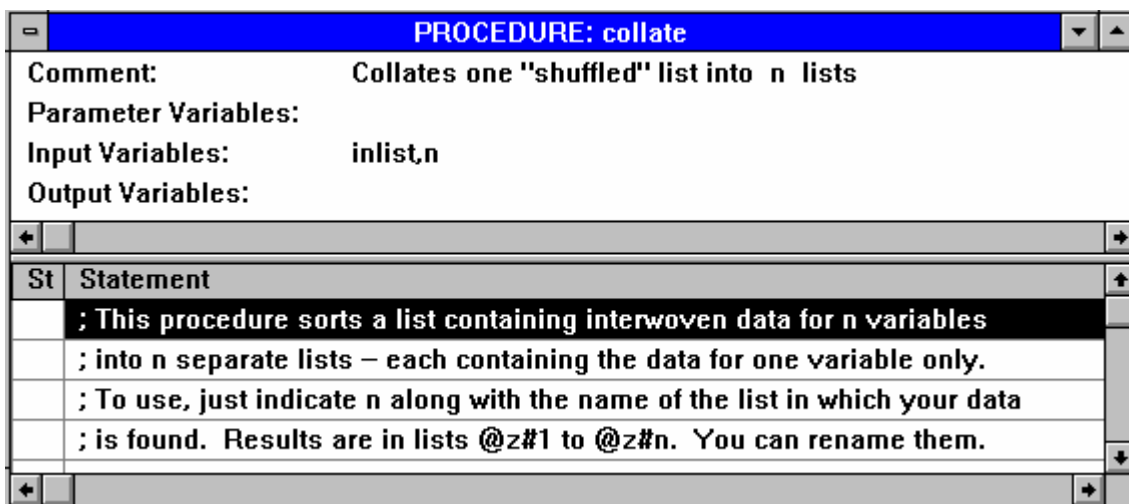 PROCEDURE: collate
Comment: Collates one "shuffled" list into n lists
Parameter Variables:
Input Variables: inlist,n
Output Variables:
St Statement
; This procedure sorts a list containing interwoven data for n variables
; into n separate lists – each containing the data for one variable only.
; To use, just indicate n along with the name of the list in which your data
; is found. Results are in lists @z#1 to @z#n. You can rename them.